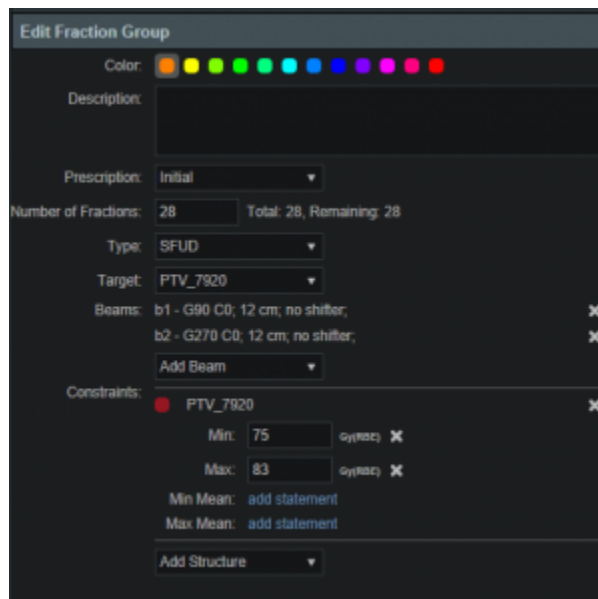 Edit Fraction Group
Color:
Description:
Prescription: Initial
Number of Fractions: 28 Total: 28, Remaining: 28
Type: SFUD
Target: PTV_7920
Beams: b1 - G90 C0; 12 cm; no shifter;
b2 - G270 C0; 12 cm; no shifter;
Add Beam
Constraints:
PTV_7920
Min: 75 Gy(RBE)
Max: 83 Gy(RBE)
Min Mean: add statement
Max Mean: add statement
Add Structure